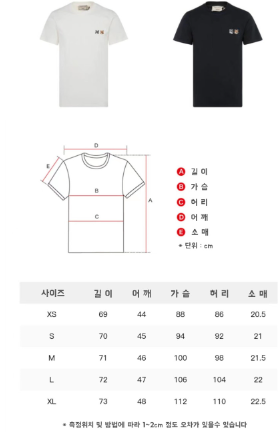 D
E
A
B
C
A 길이
B 가슴
C 허리
D 어깨
E 소매
* 단위 : cm
사이즈 길이 어깨 가슴 허리 소매
XS 69 44 88 86 20.5
S 70 45 94 92 21
M 71 46 100 98 21.5
L 72 47 106 104 22
XL 73 48 112 110 22.5
* 측정위치 및 방법에 따라 1~2cm 정도 오차가 있을수 있습니다